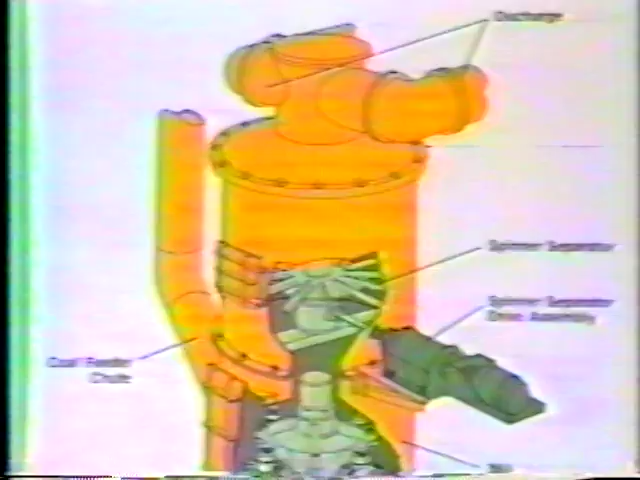 Discharge
Spinner Separator
Spinner Separator
Drive Assembly
Coal Feeder
Chute